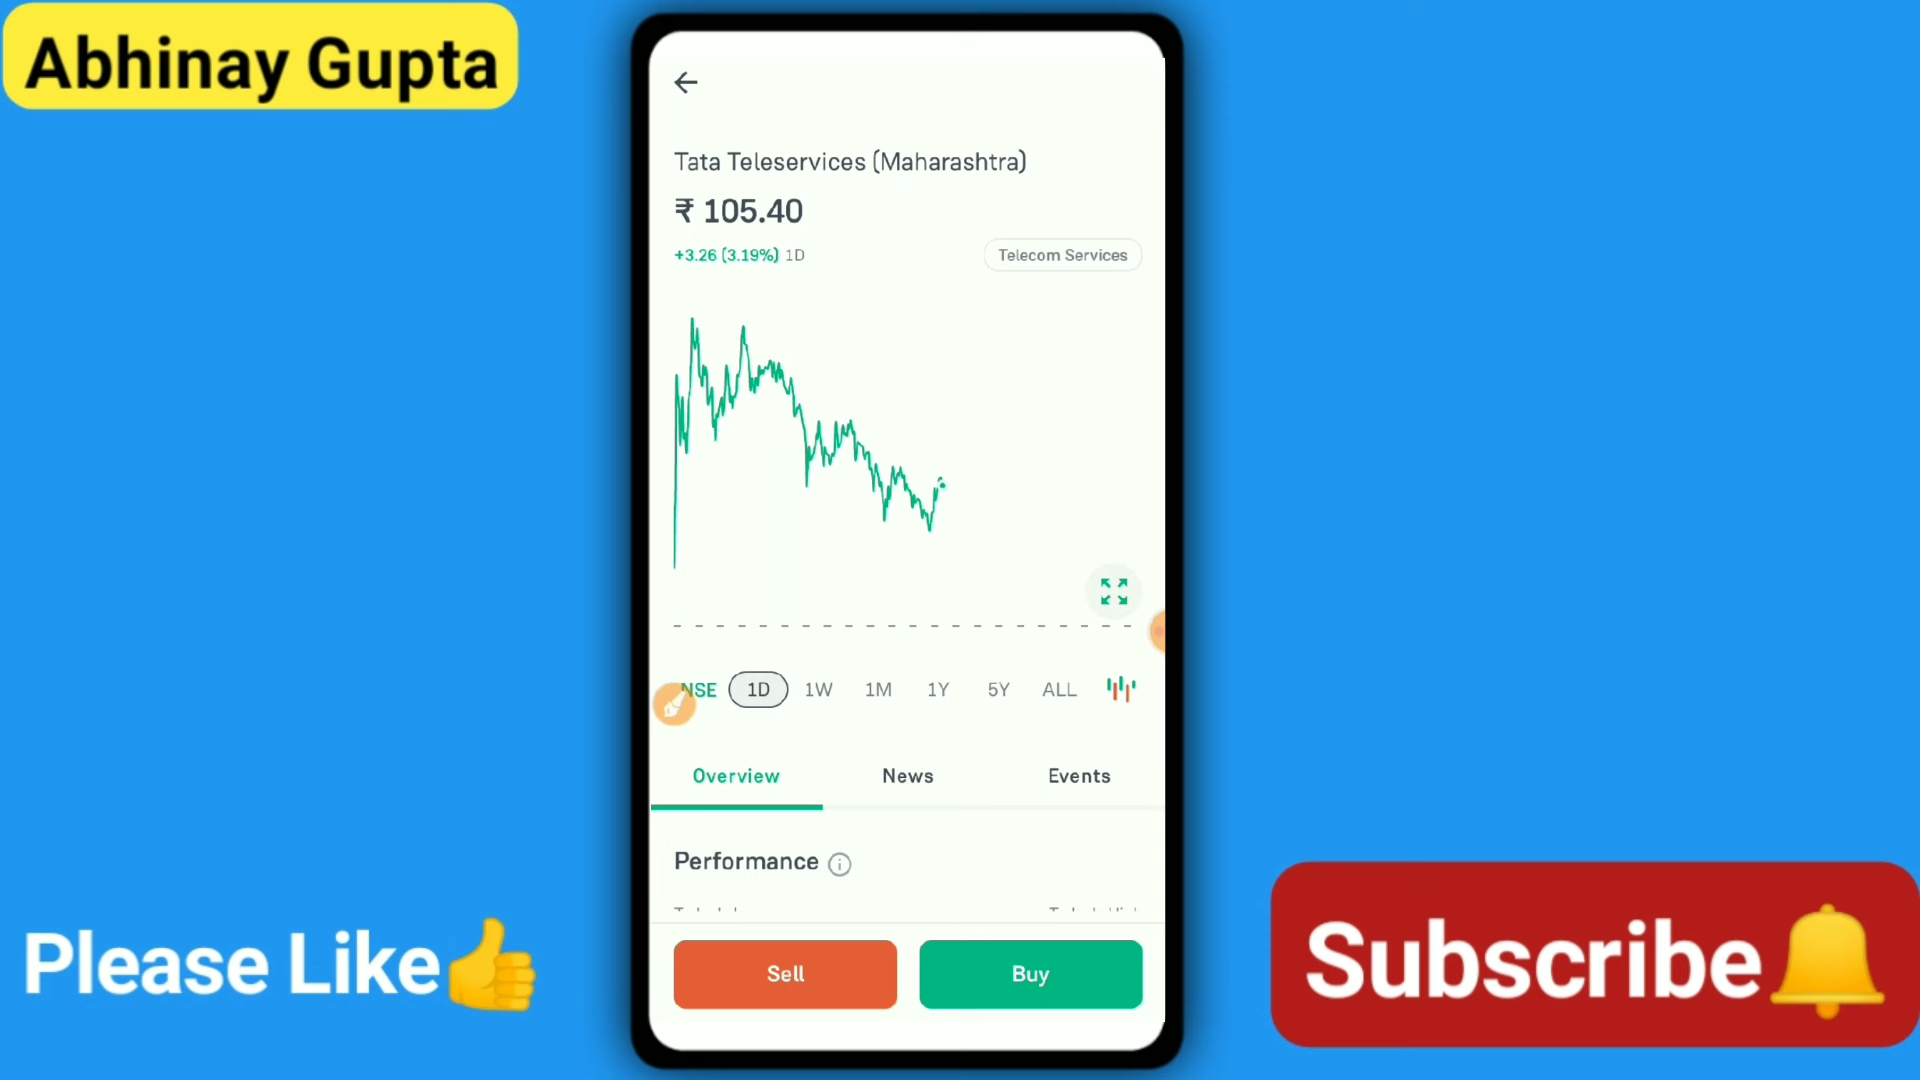 Abhinay Gupta
Tata Teleservices (Maharashtra)
₹ 105.40
+3.26 (3.19%) 1D
Telecom Services
NSE 1D 1W 1M 1Y 5Y ALL
Overview News Events
Performance
Sell Buy
Please Like
Subscribe